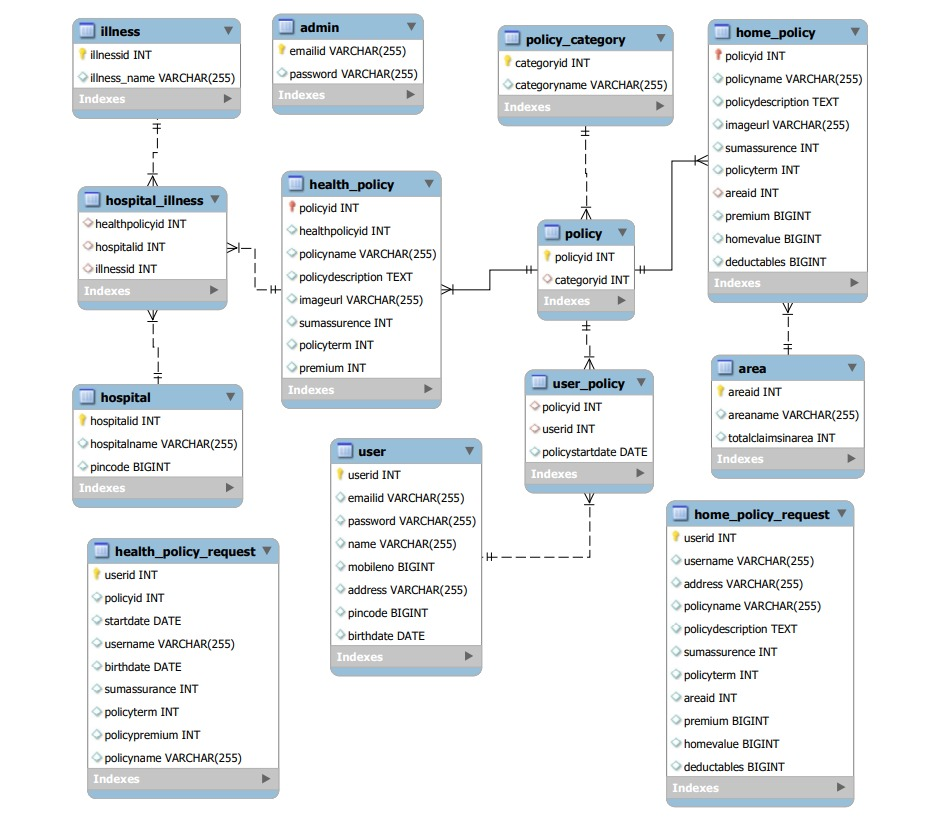 illness
illnessid INT
illness_name VARCHAR(255)
Indexes
admin
emailid VARCHAR(255)
password VARCHAR(255)
Indexes
policy_category
categoryid INT
categoryname VARCHAR(255)
Indexes
home_policy
policyid INT
policyname VARCHAR(255)
policydescription TEXT
imageurl VARCHAR(255)
sumassurence INT
policyterm INT
areaid INT
premium BIGINT
homevalue BIGINT
deductables BIGINT
Indexes
hospital_illness
healthpolicyid INT
hospitalid INT
illnessid INT
Indexes
health_policy
policyid INT
healthpolicyid INT
policyname VARCHAR(255)
policydescription TEXT
imageurl VARCHAR(255)
sumassurence INT
policyterm INT
premium INT
Indexes
policy
policyid INT
categoryid INT
Indexes
hospital
hospitalid INT
hospitalname VARCHAR(255)
pincode BIGINT
Indexes
user
userid INT
emailid VARCHAR(255)
password VARCHAR(255)
name VARCHAR(255)
mobileno BIGINT
address VARCHAR(255)
pincode BIGINT
birthdate DATE
Indexes
user_policy
policyid INT
userid INT
policystartdate DATE
Indexes
area
areaid INT
areaname VARCHAR(255)
totalclaimsinarea INT
Indexes
health_policy_request
userid INT
policyid INT
startdate DATE
username VARCHAR(255)
birthdate DATE
sumassurance INT
policyterm INT
policypremium INT
policyname VARCHAR(255)
Indexes
home_policy_request
userid INT
username VARCHAR(255)
address VARCHAR(255)
policyname VARCHAR(255)
policydescription TEXT
sumassurence INT
policyterm INT
areaid INT
premium BIGINT
homevalue BIGINT
deductables BIGINT
Indexes